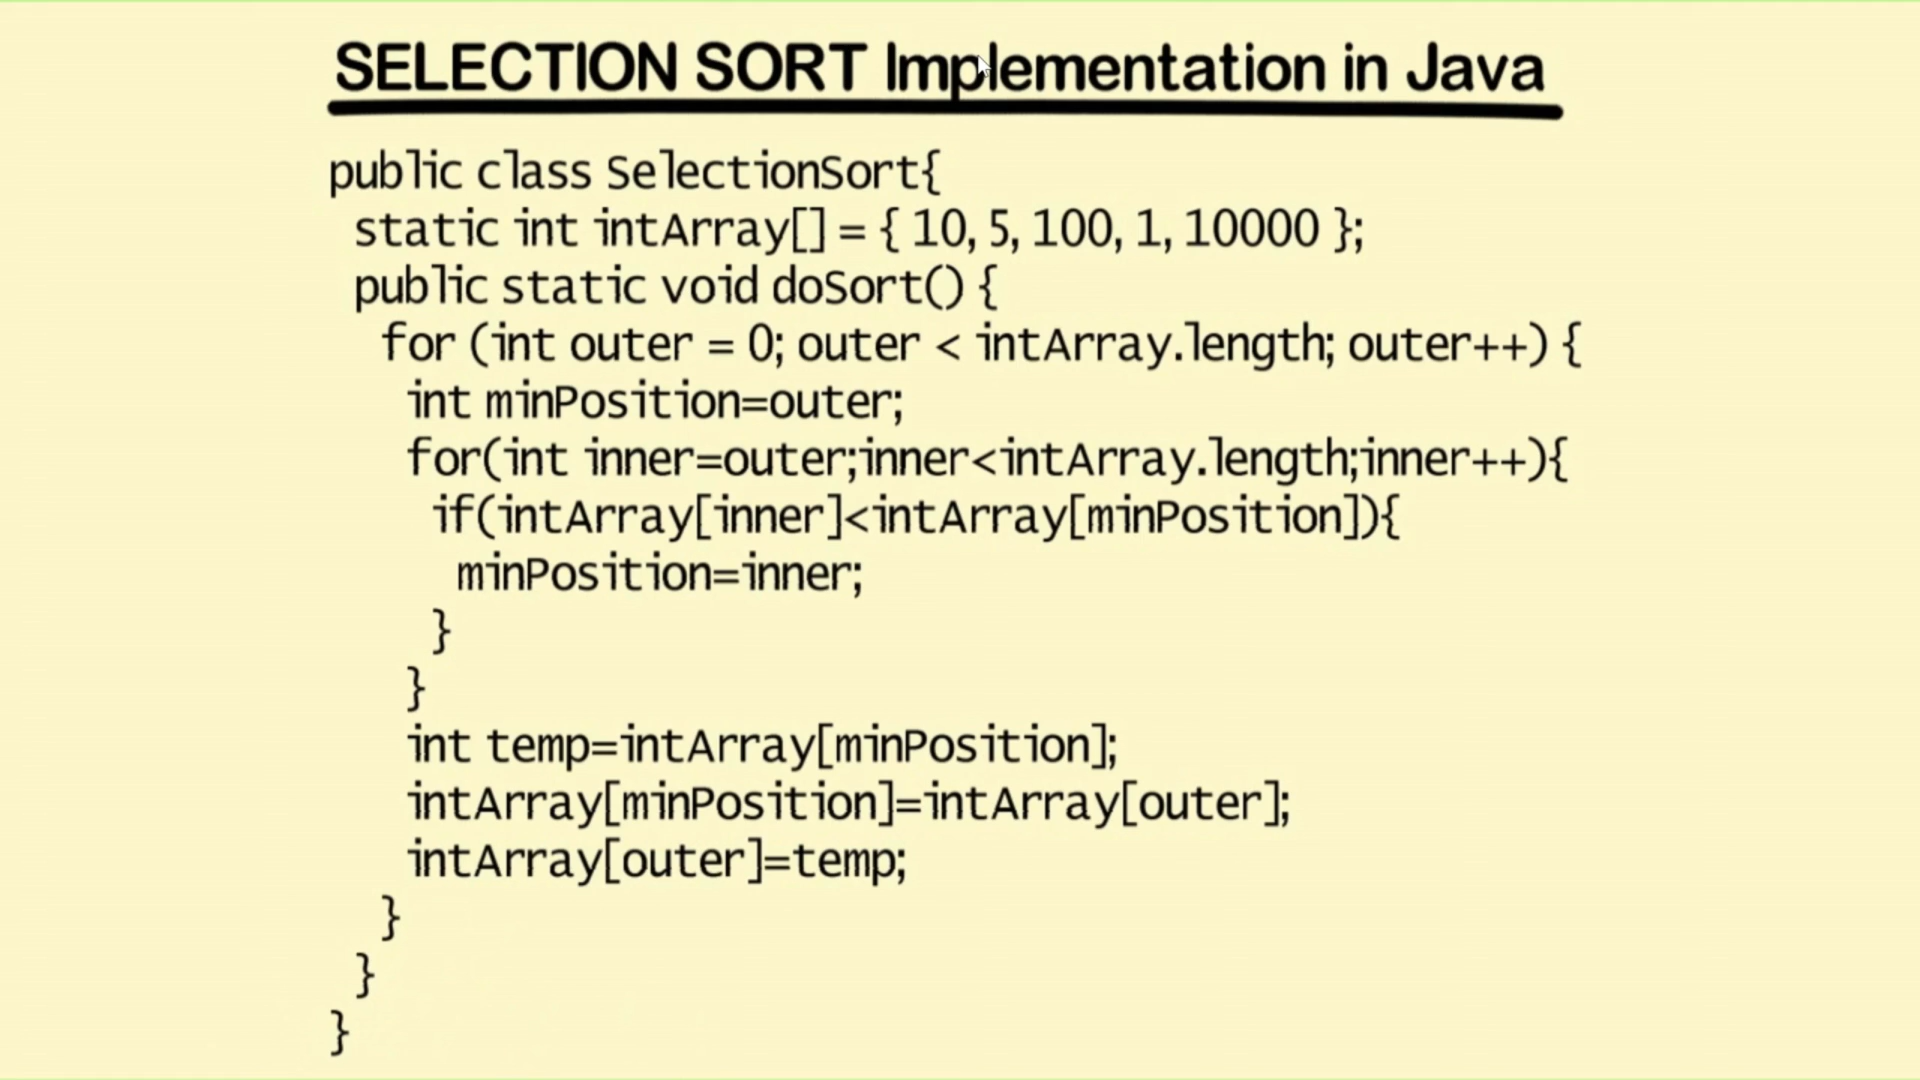 SELECTION SORT Implementation in Java
public class SelectionSort{
static int intArray[] = { 10, 5, 100, 1, 10000 };
public static void doSort() {
for (int outer = 0; outer < intArray.length; outer++) {
int minPosition=outer;
for(int inner=outer;inner<intArray.length;inner++){
if(intArray[inner]<intArray[minPosition]){
minPosition=inner;
}
}
int temp=intArray[minPosition];
intArray[minPosition]=intArray[outer];
intArray[outer]=temp;
}
}
}